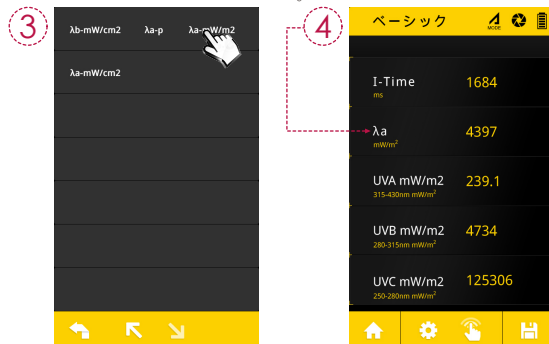 3
λb-mW/cm2 λa-p λa-mW/m2
λa-mW/cm2
4
ベーシック
MODE
I-Time 1684
ms
λa 4397
mW/m²
UVA mW/m2 239.1
315-430nm mW/m²
UVB mW/m2 4734
280-315nm mW/m²
UVC mW/m2 125306
250-280nm mW/m²